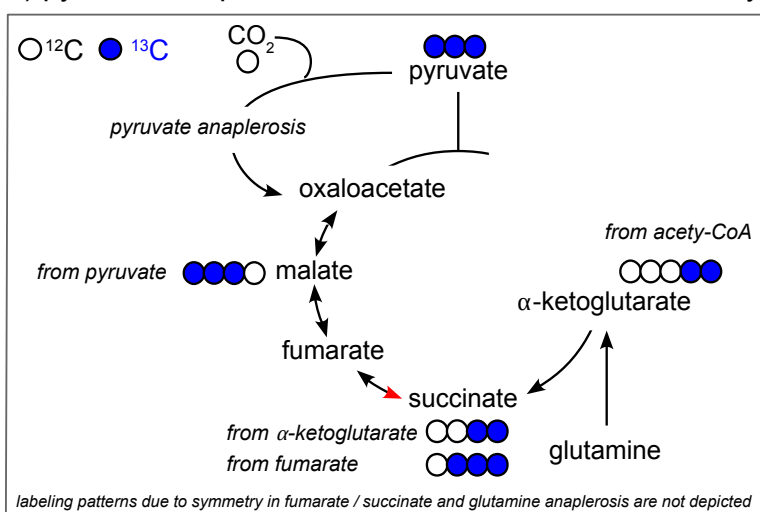 ¹²C ¹³C
CO₂
pyruvate
pyruvate anaplerosis
oxaloacetate
from acety-CoA
from pyruvate malate
α-ketoglutarate
fumarate
succinate
from α-ketoglutarate
glutamine
from fumarate
labeling patterns due to symmetry in fumarate / succinate and glutamine anaplerosis are not depicted